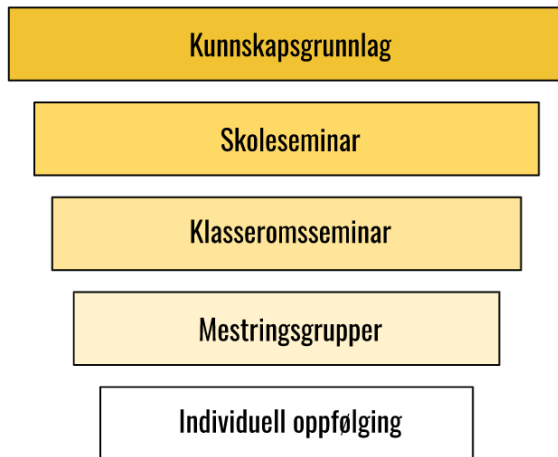 Kunnskapsgrunnlag
Skoleseminar
Klasseromsseminar
Mestringsgrupper
Individuell oppfølging